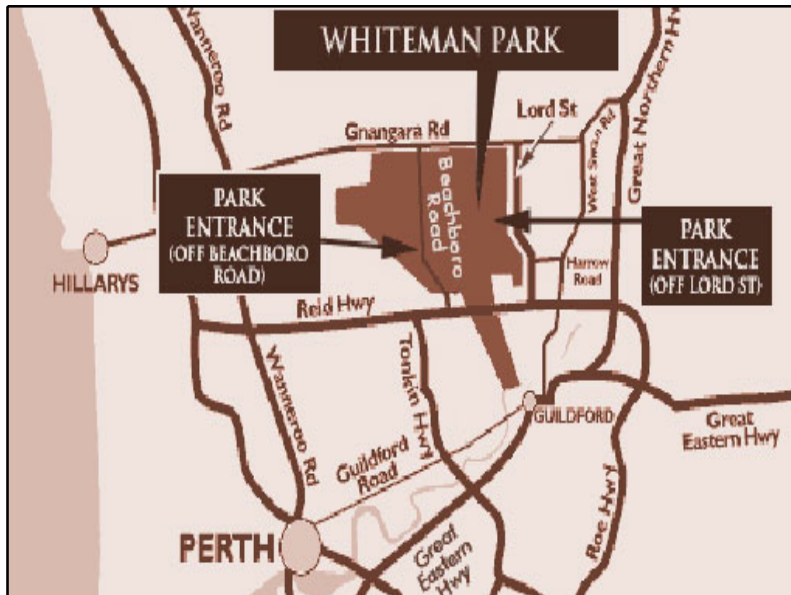 WHITEMAN PARK
Wanneroo Rd
Great Northern Hwy
Lord St
Gnangara Rd
West Swan Rd
Beachboro
Road
PARK
ENTRANCE
(OFF BEACHBORO
ROAD)
PARK
ENTRANCE
(OFF LORD ST)
HILLARYS
Harrow
Road
Reid Hwy
Wanneroo Rd
Tonkin Hwy
Guildford
Road
GUILDFORD
Great
Eastern Hwy
Roe Hwy
PERTH
Great
Eastern
Hwy